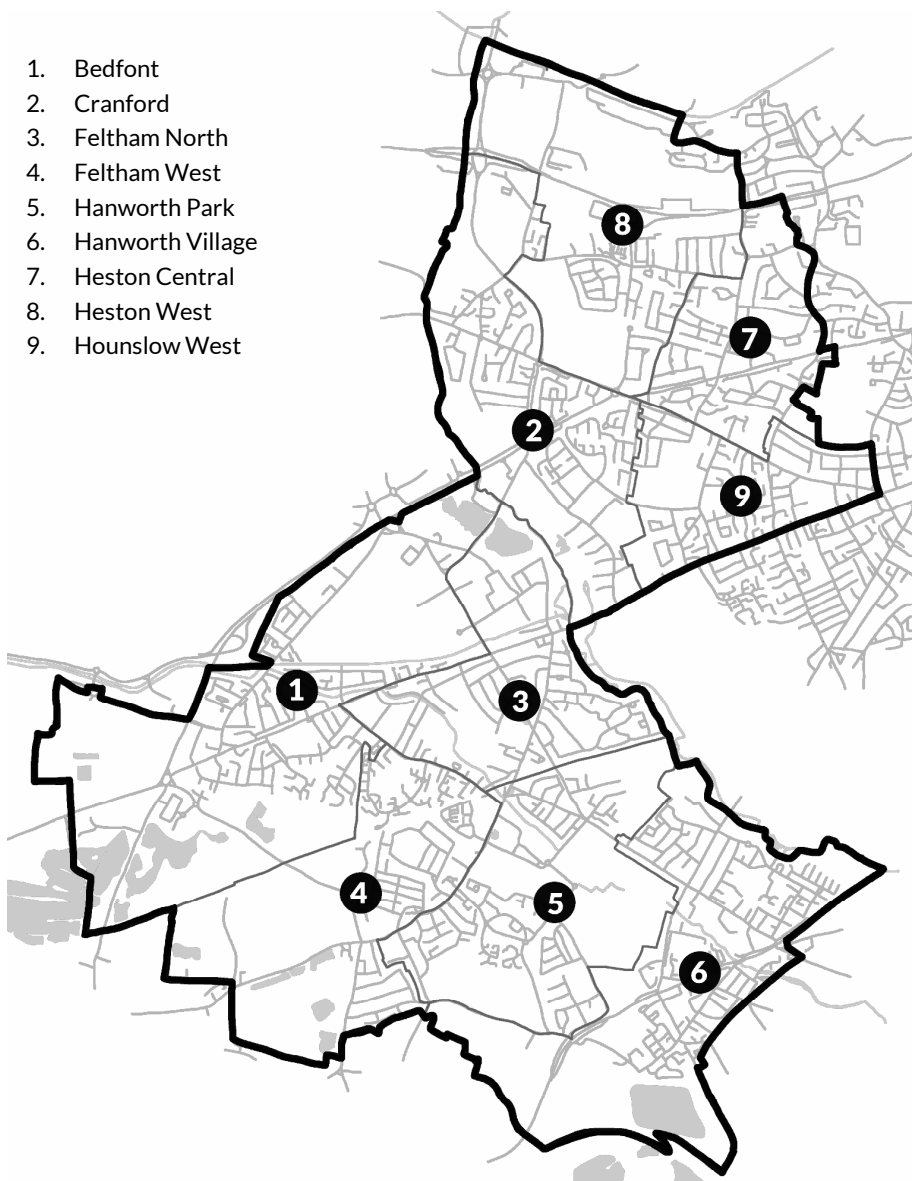 1. Bedfont
2. Cranford
3. Feltham North
4. Feltham West
5. Hanworth Park
6. Hanworth Village
7. Heston Central
8. Heston West
9. Hounslow West
8
7
2
9
1
3
4
5
6